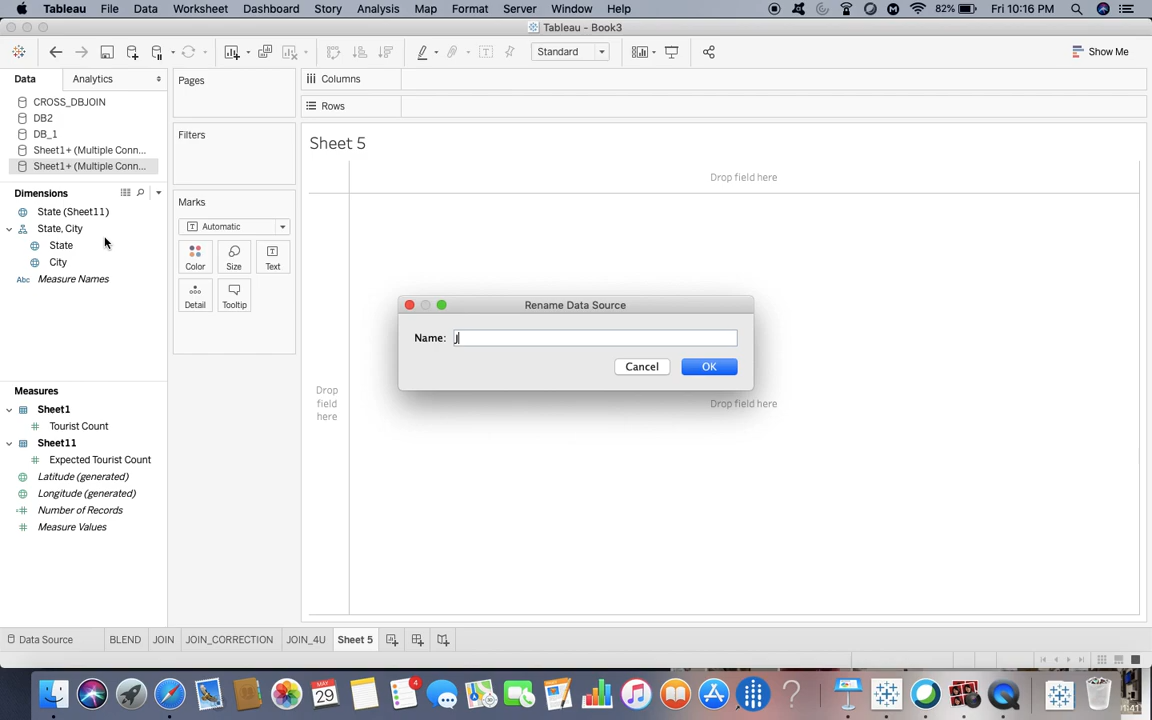 Tableau File Data Worksheet Dashboard Story Analysis Map Format Server Window Help 82% Fri 10:16 PM
Tableau - Book3
Standard Show Me
Data Analytics Pages Columns
CROSS_DBJOIN
DB2
DB_1
Sheet1+ (Multiple Conn...
Sheet1+ (Multiple Conn...
Rows
Filters
Sheet 5
Drop field here
Dimensions
State (Sheet11)
State, City
State
City
Abc Measure Names
Marks
Automatic
Color Size Text
Detail Tooltip
Rename Data Source
Name: J
Cancel OK
Drop
field
here
Drop field here
Measures
Sheet1
Tourist Count
Sheet11
Expected Tourist Count
Latitude (generated)
Longitude (generated)
Number of Records
Measure Values
Data Source BLEND JOIN JOIN_CORRECTION JOIN_4U Sheet 5
MAY
29
4